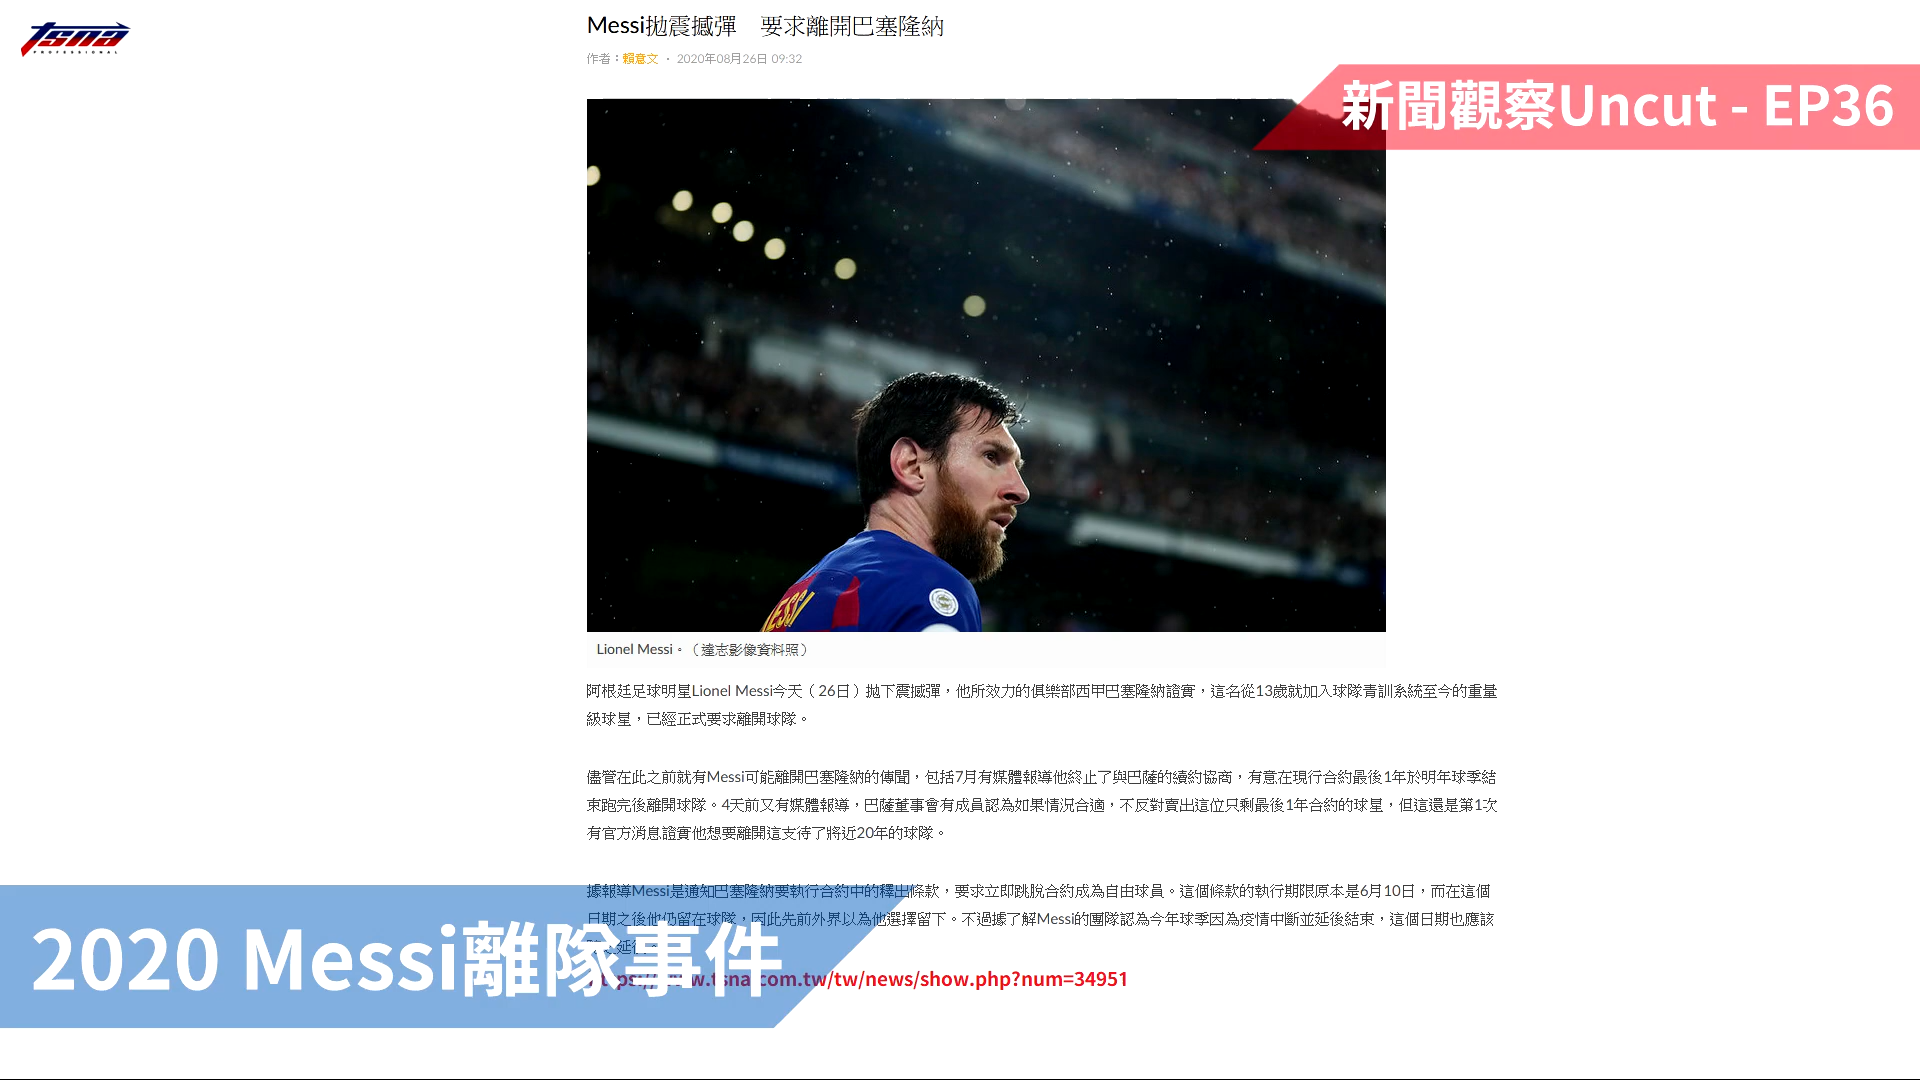 tsna
PROFESSIONAL
Messi拋震撼彈　要求離開巴塞隆納
作者：賴意文 ・ 2020年08月26日 09:32
新聞觀察Uncut - EP36
MESSI
Lionel Messi。（達志影像資料照）
阿根廷足球明星Lionel Messi今天（26日）拋下震撼彈，他所效力的俱樂部西甲巴塞隆納證實，這名從13歲就加入球隊青訓系統至今的重量
級球星，已經正式要求離開球隊。
儘管在此之前就有Messi可能離開巴塞隆納的傳聞，包括7月有媒體報導他終止了與巴薩的續約協商，有意在現行合約最後1年於明年球季結
束跑完後離開球隊。4天前又有媒體報導，巴薩董事會有成員認為如果情況合適，不反對賣出這位只剩最後1年合約的球星，但這還是第1次
有官方消息證實他想要離開這支待了將近20年的球隊。
據報導Messi是通知巴塞隆納要執行合約中的釋出條款，要求立即跳脫合約成為自由球員。這個條款的執行期限原本是6月10日，而在這個
日期之後他仍留在球隊，因此先前外界以為他選擇留下。不過據了解Messi的團隊認為今年球季因為疫情中斷並延後結束，這個日期也應該
延後。
https://www.tsna.com.tw/tw/news/show.php?num=34951
2020 Messi離隊事件